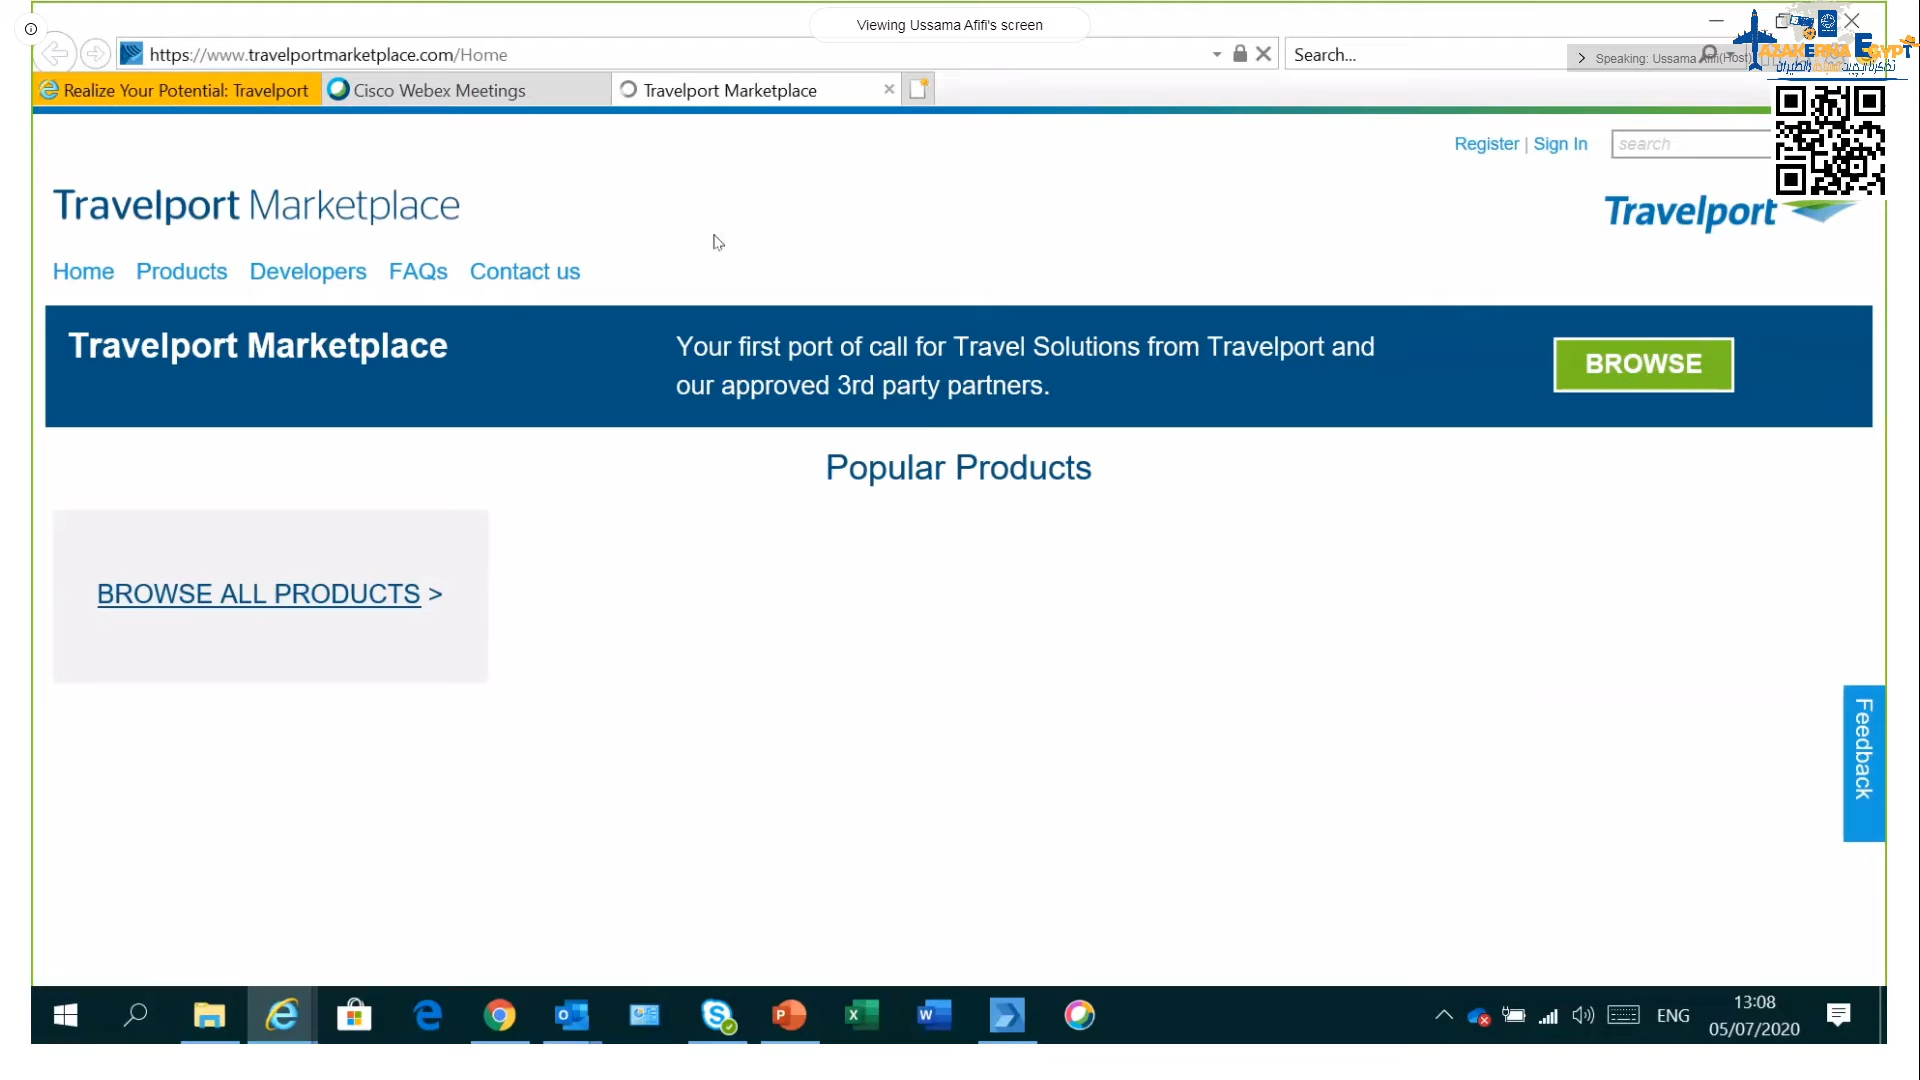 Viewing Ussama Afifi's screen
https://www.travelportmarketplace.com/Home
Search...
Speaking: Ussama Afifi(Host)
Realize Your Potential: Travelport
Cisco Webex Meetings
Travelport Marketplace
Register | Sign In
search
Travelport Marketplace
Travelport
Home Products Developers FAQs Contact us
Travelport Marketplace
Your first port of call for Travel Solutions from Travelport and
our approved 3rd party partners.
BROWSE
Popular Products
BROWSE ALL PRODUCTS >
Feedback
ENG
13:08
05/07/2020